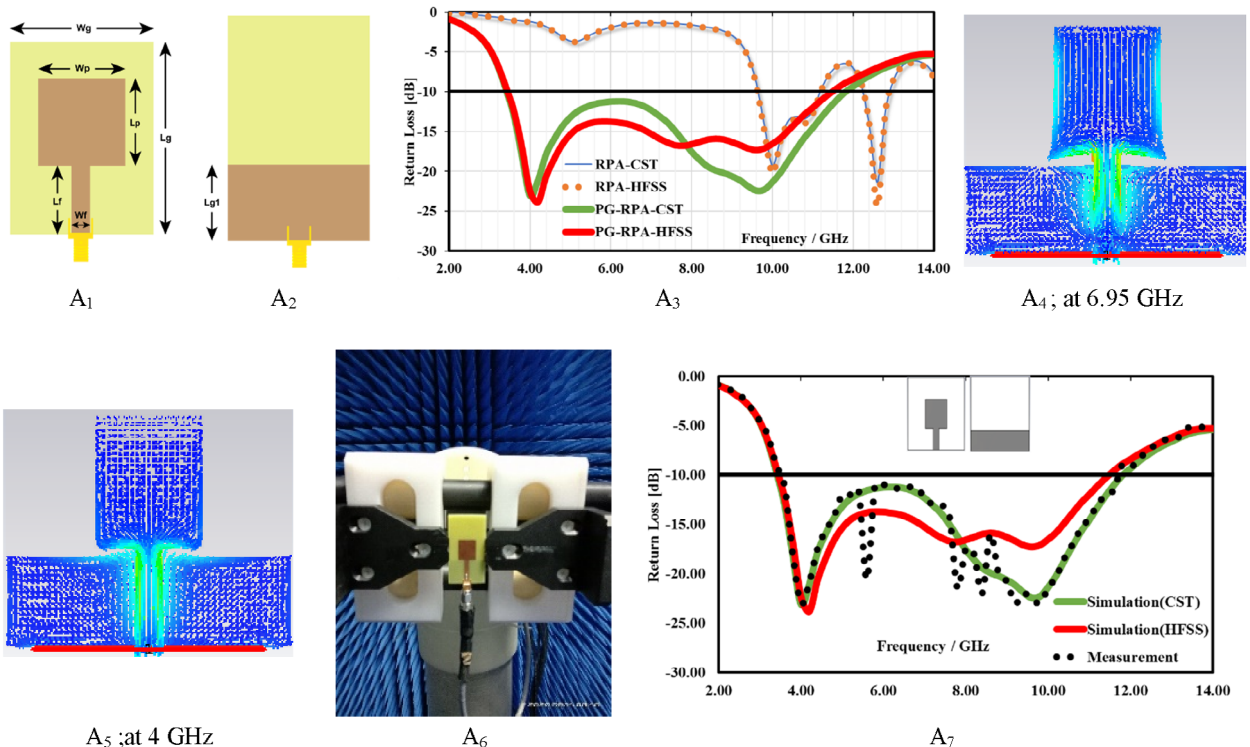 Wg
Wp
Lp
Lg
Lf
Wf
A1
Lg1
A2
0
-5
-10
-15
-20
-25
-30
Return Loss [dB]
RPA-CST
RPA-HFSS
PG-RPA-CST
PG-RPA-HFSS
Frequency / GHz
2.00 4.00 6.00 8.00 10.00 12.00 14.00
A3
A4 ; at 6.95 GHz
A5 ;at 4 GHz
A6
0.00
-5.00
-10.00
-15.00
-20.00
-25.00
-30.00
Return Loss [dB]
Simulation(CST)
Simulation(HFSS)
Measurement
Frequency / GHz
2.00 4.00 6.00 8.00 10.00 12.00 14.00
A7